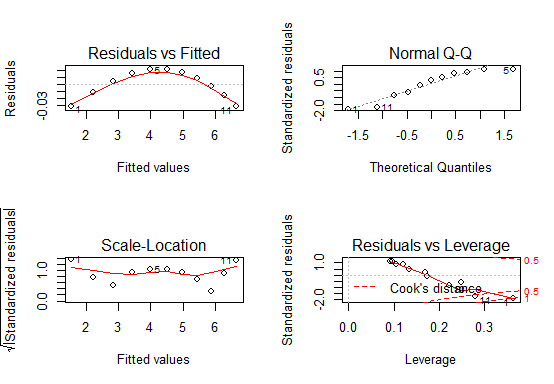 Residuals vs Fitted
Residuals
-0.03
1
5
11
2 3 4 5 6
Fitted values
Normal Q-Q
Standardized residuals
-2.0 0.5
1
11
5
-1.5 -0.5 0.5 1.5
Theoretical Quantiles
Scale-Location
√|Standardized residuals|
0.0 1.0
1
5
11
2 3 4 5 6
Fitted values
Residuals vs Leverage
Standardized residuals
-2.0 1.0
Cook's distance
0.5
0.5
1
11
1
0.0 0.1 0.2 0.3
Leverage